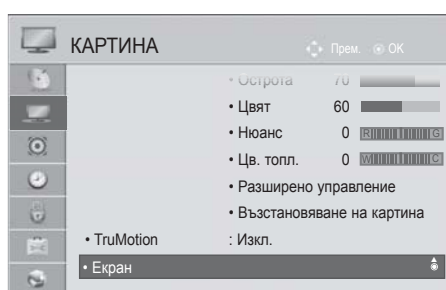 КАРТИНА
Прем. OK
• Острота 70
• Цвят 60
• Нюанс 0 R G
• Цв. топл. 0 W C
• Разширено управление
• Възстановяване на картина
• TruMotion : Изкл.
• Екран